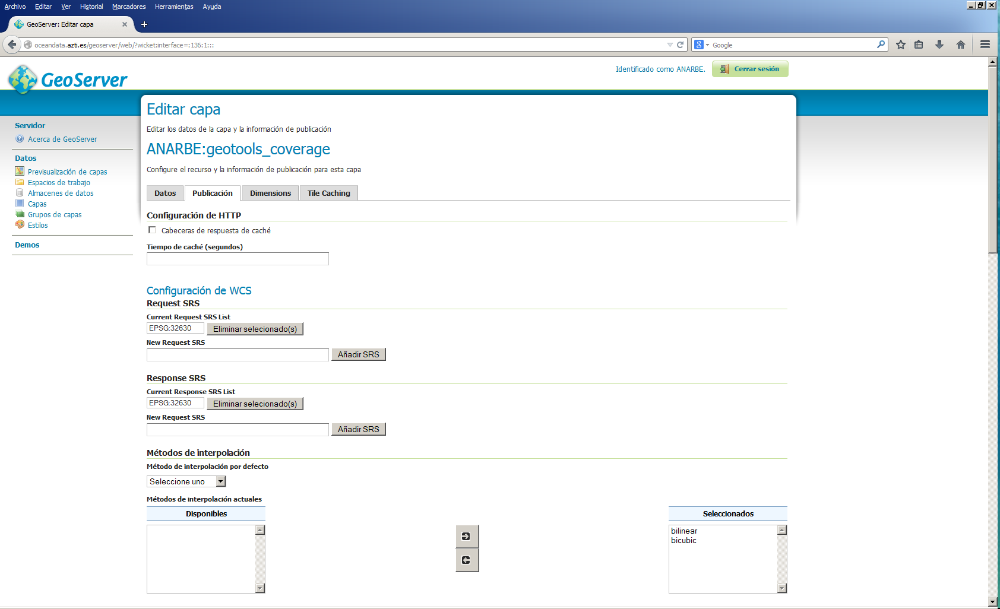 Archivo Editar Ver Historial Marcadores Herramientas Ayuda
GeoServer: Editar capa
oceandata.azti.es/geoserver/web/?wicket:interface=:136:1:::
Google
GeoServer
Identificado como ANARBE.
Cerrar sesión
Servidor
Acerca de GeoServer
Datos
Previsualización de capas
Espacios de trabajo
Almacenes de datos
Capas
Grupos de capas
Estilos
Demos
Editar capa
Editar los datos de la capa y la información de publicación
ANARBE:geotools_coverage
Configure el recurso y la información de publicación para esta capa
Datos Publicación Dimensions Tile Caching
Configuración de HTTP
Cabeceras de respuesta de caché
Tiempo de caché (segundos)
Configuración de WCS
Request SRS
Current Request SRS List
EPSG:32630 Eliminar selecionado(s)
New Request SRS
Añadir SRS
Response SRS
Current Response SRS List
EPSG:32630 Eliminar selecionado(s)
New Request SRS
Añadir SRS
Métodos de interpolación
Método de interpolación por defecto
Seleccione uno
Métodos de interpolación actuales
Disponibles Seleccionados
bilinear
bicubic